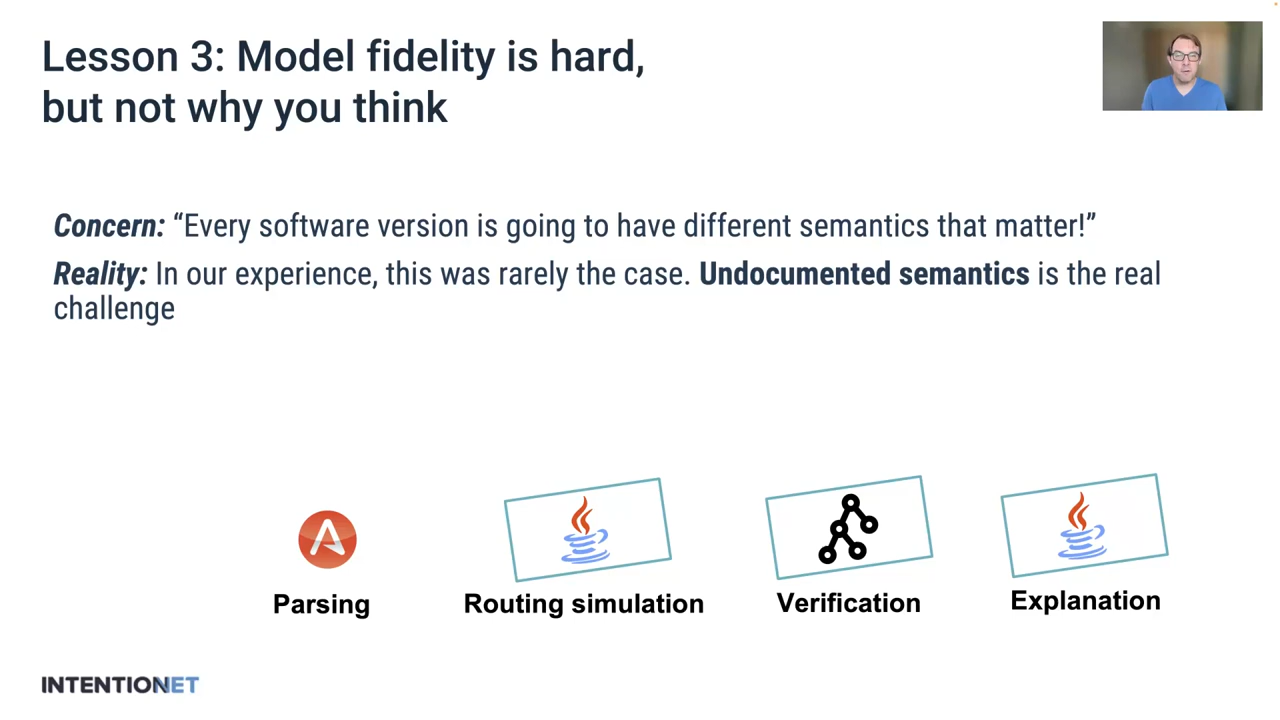 Lesson 3: Model fidelity is hard,
but not why you think
Concern: “Every software version is going to have different semantics that matter!”
Reality: In our experience, this was rarely the case. Undocumented semantics is the real
challenge
Parsing
Routing simulation
Verification
Explanation
INTENTIONET